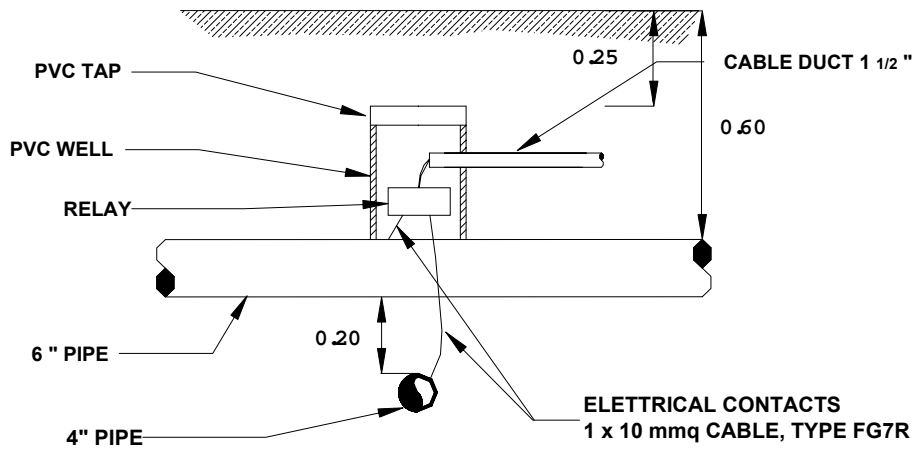 0.25
PVC TAP
CABLE DUCT 1 1/2 "
0.60
PVC WELL
RELAY
0.20
6 " PIPE
ELETTRICAL CONTACTS
1 x 10 mmq CABLE, TYPE FG7R
4" PIPE